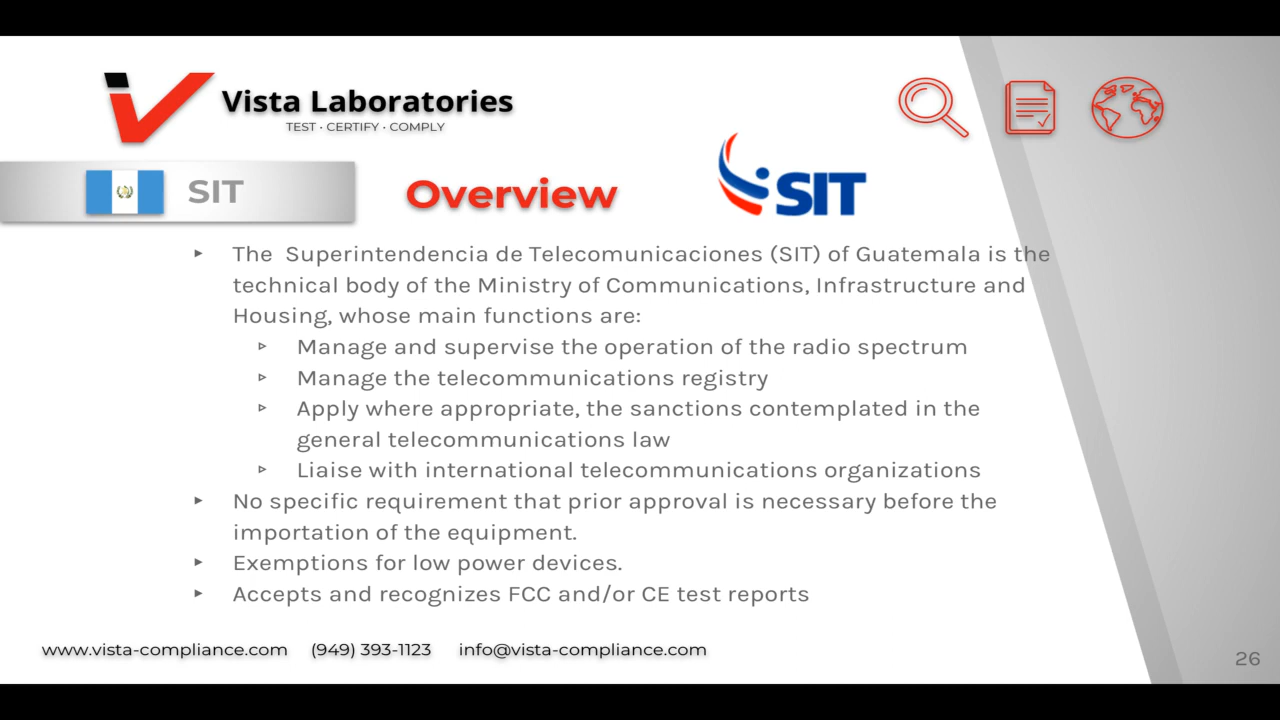 Vista Laboratories
TEST · CERTIFY · COMPLY
SIT
Overview
SIT
‣ The Superintendencia de Telecomunicaciones (SIT) of Guatemala is the
technical body of the Ministry of Communications, Infrastructure and
Housing, whose main functions are:
▹ Manage and supervise the operation of the radio spectrum
▹ Manage the telecommunications registry
▹ Apply where appropriate, the sanctions contemplated in the
general telecommunications law
▹ Liaise with international telecommunications organizations
‣ No specific requirement that prior approval is necessary before the
importation of the equipment.
‣ Exemptions for low power devices.
‣ Accepts and recognizes FCC and/or CE test reports
www.vista-compliance.com (949) 393-1123 info@vista-compliance.com
26